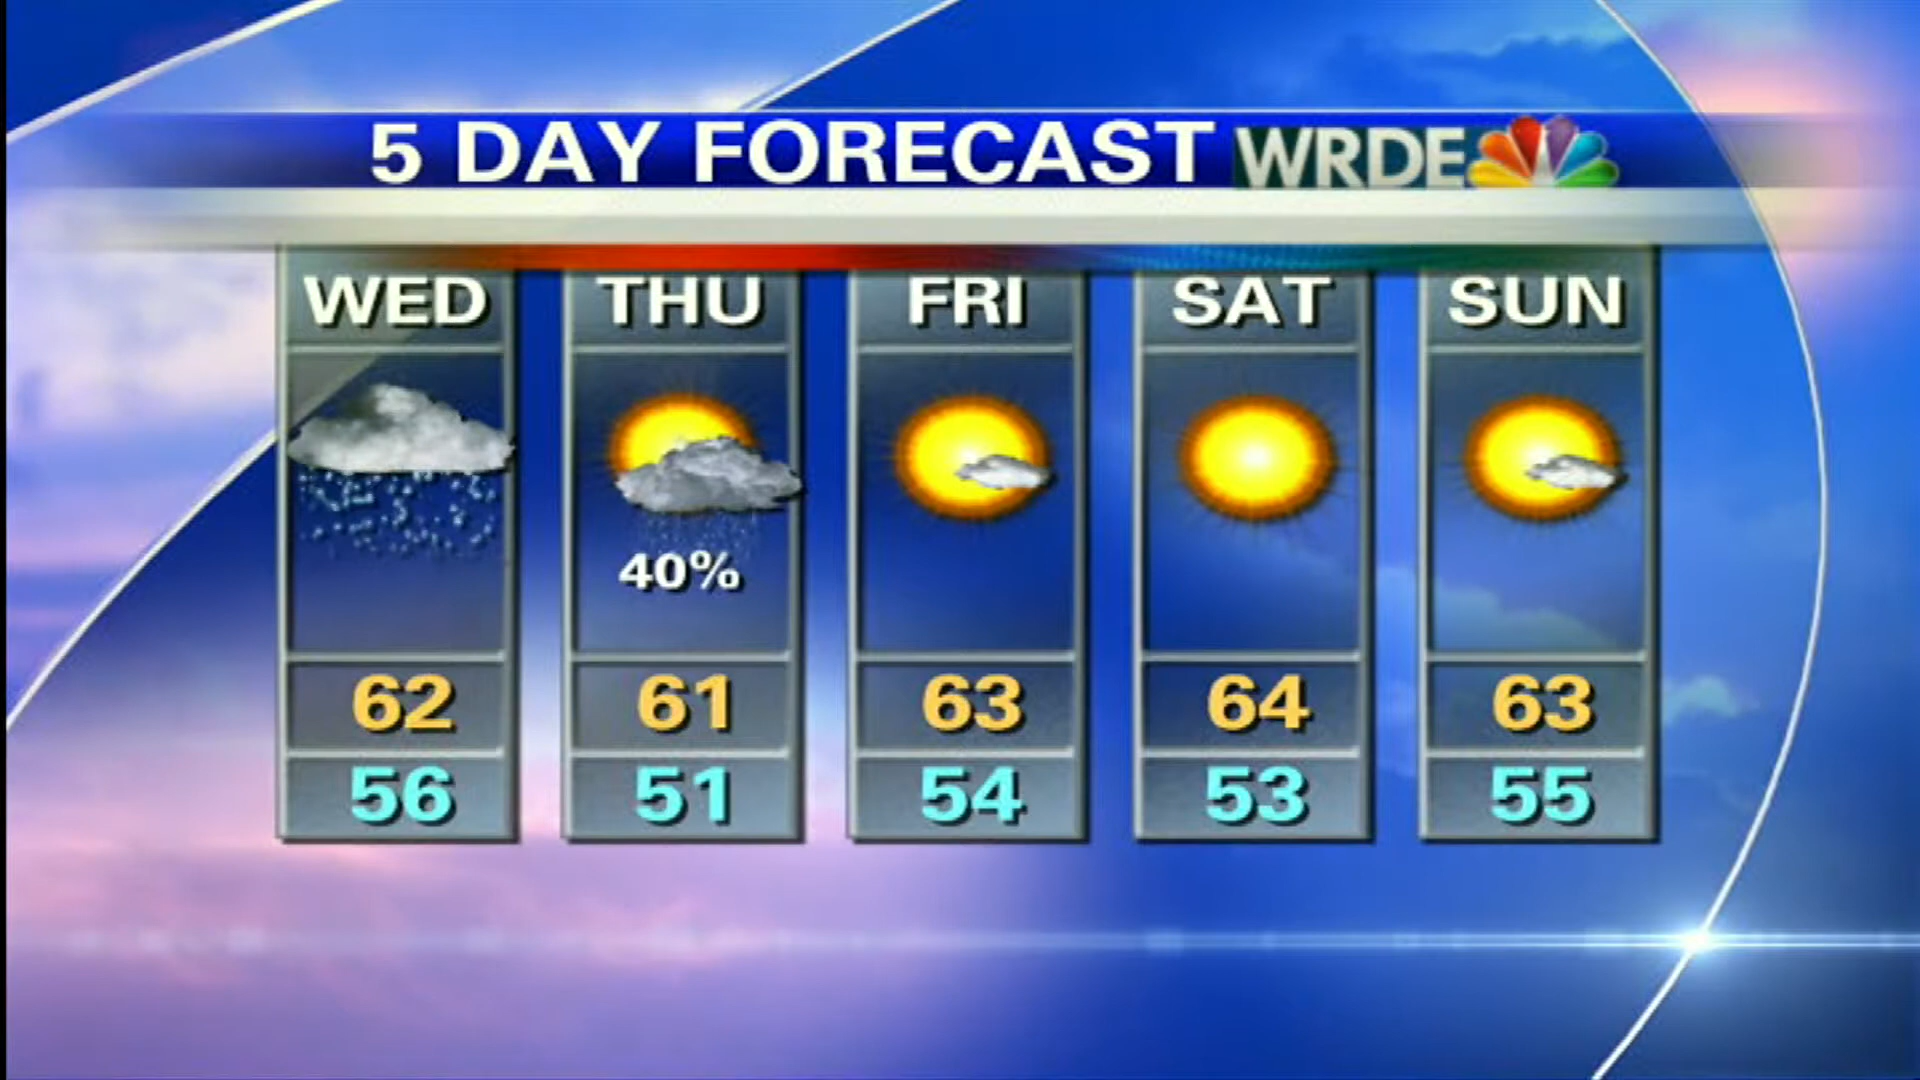 5 DAY FORECAST WRDE
WED THU FRI SAT SUN
40%
62 61 63 64 63
56 51 54 53 55